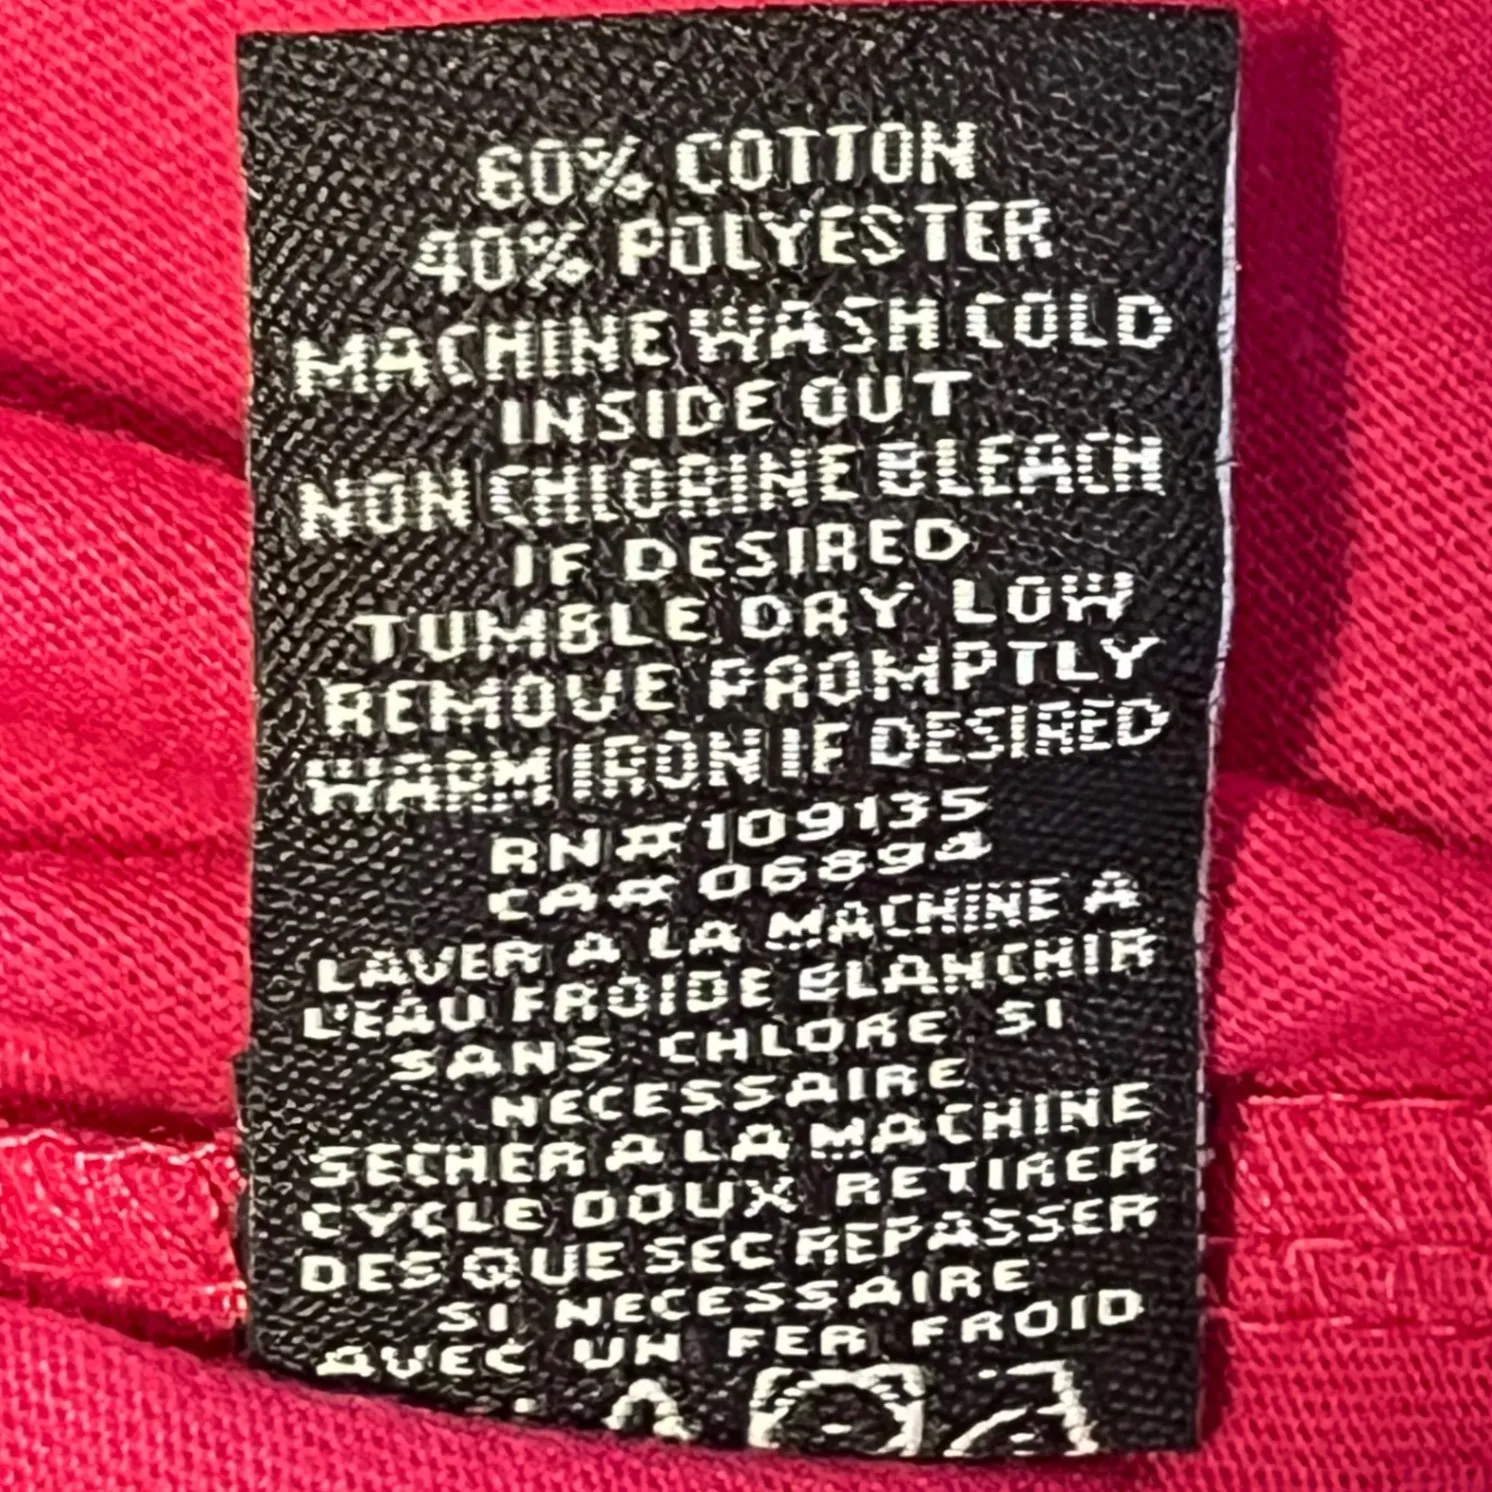 60% COTTON
40% POLYESTER
MACHINE WASH COLD
INSIDE OUT
NON CHLORINE BLEACH
IF DESIRED
TUMBLE DRY LOW
REMOVE PROMPTLY
WARM IRON IF DESIRED
RN# 109135
CA# 06894
LAVER A LA MACHINE A
L'EAU FROIDE BLANCHIR
SANS CHLORE SI
NECESSAIRE
SECHER A LA MACHINE
CYCLE DOUX RETIRER
DES QUE SEC REPASSER
SI NECESSAIRE
AVEC UN FER FROID